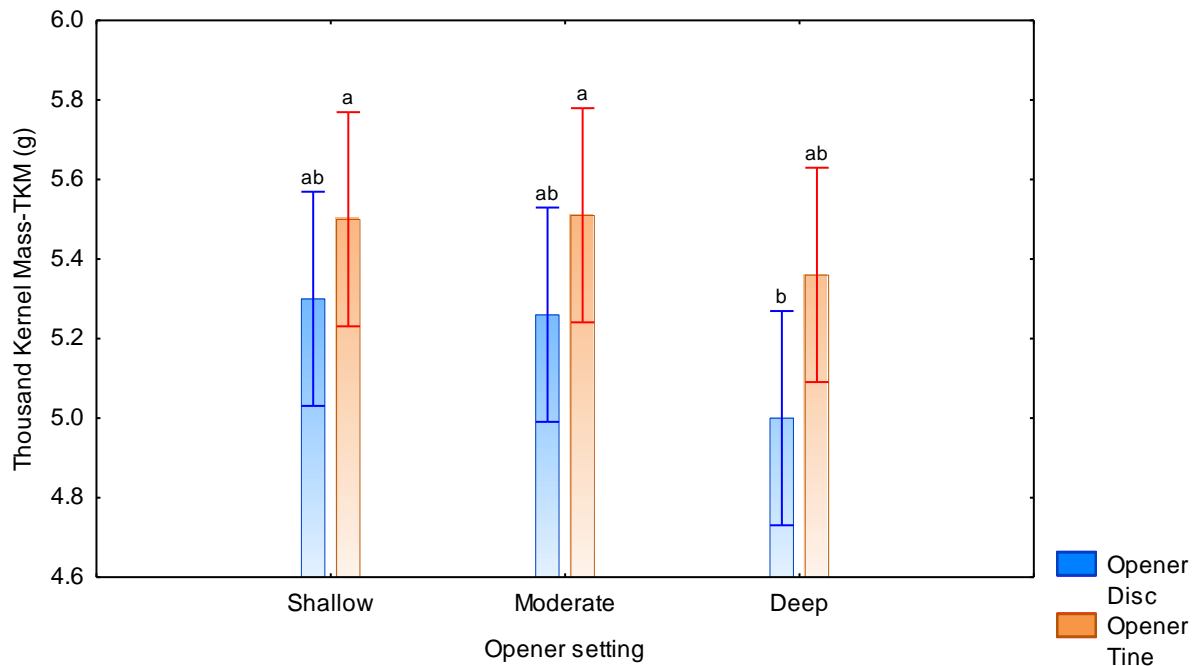 6.0
5.8
5.6
5.4
5.2
5.0
4.8
4.6
Thousand Kernel Mass-TKM (g)
ab
a
ab
a
b
ab
Shallow
Moderate
Deep
Opener setting
Opener
Disc
Opener
Tine